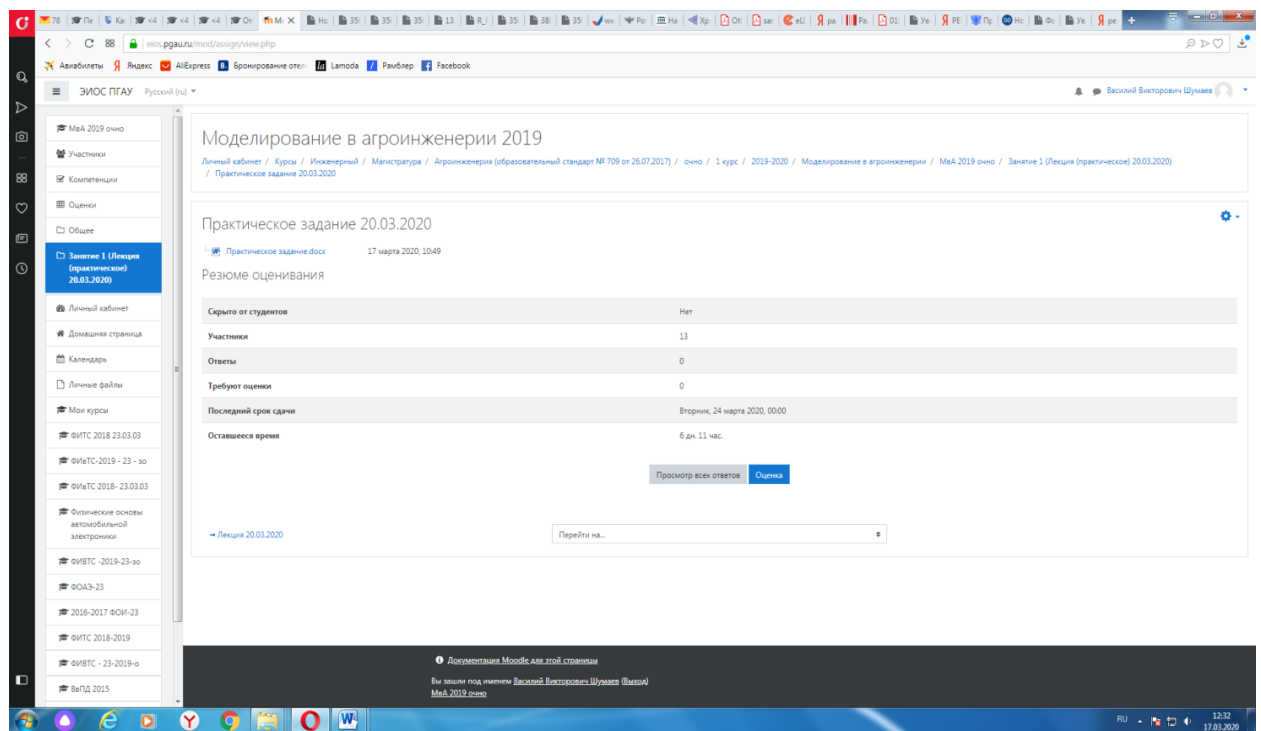 eios.pgau.ru/mod/assign/view.php
Авиабилеты Яндекс AliExpress Бронирование отел Lamoda Рамблер Facebook
ЭИОС ПГАУ Русский (ru)
Василий Викторович Шумаев
МвА 2019 очно
Участники
Компетенции
Оценки
Общее
Занятие 1 (Лекция
(практическое)
20.03.2020)
Личный кабинет
Домашняя страница
Календарь
Личные файлы
Мои курсы
ФИТС 2018 23.03.03
ФИвТС-2019 - 23 - зо
ФИвТС 2018- 23.03.03
Физические основы
автомобильной
электроники
ФИВТС -2019-23-зо
ФОАЭ-23
2016-2017 ФОИ-23
ФИТС 2018-2019
ФИВТС - 23-2019-о
ВвПД 2015
Моделирование в агроинженерии 2019
Личный кабинет / Курсы / Инженерный / Магистратура / Агроинженерия (образовательный стандарт № 709 от 26.07.2017) / очно / 1 курс / 2019-2020 / Моделирование в агроинженерии / МвА 2019 очно / Занятие 1 (Лекция (практическое) 20.03.2020)
/ Практическое задание 20.03.2020
Практическое задание 20.03.2020
Практическое задание.docx 17 марта 2020, 10:49
Резюме оценивания
Скрыто от студентов Нет
Участники 13
Ответы 0
Требуют оценки 0
Последний срок сдачи Вторник, 24 марта 2020, 00:00
Оставшееся время 6 дн. 11 час.
Просмотр всех ответов Оценка
Лекция 20.03.2020 Перейти на...
Документация Moodle для этой страницы
Вы зашли под именем Василий Викторович Шумаев (Выход)
МвА 2019 очно
RU
12:32
17.03.2020